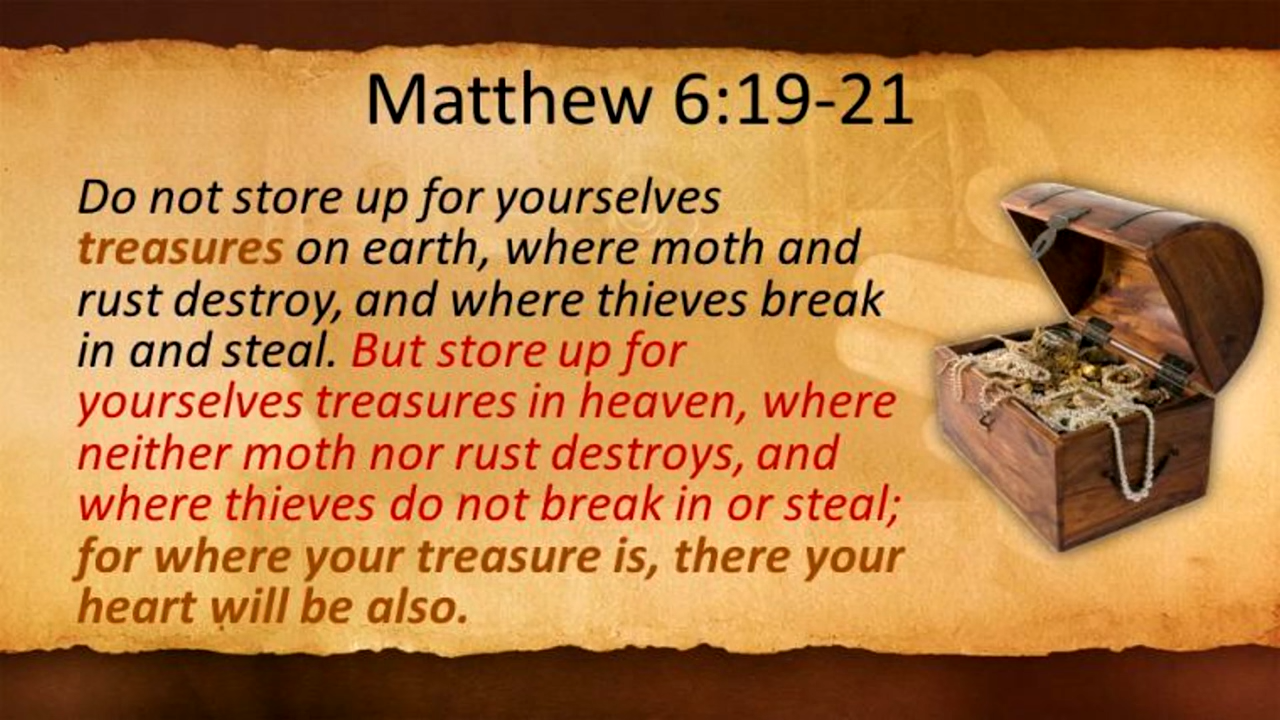 Matthew 6:19-21
Do not store up for yourselves
treasures on earth, where moth and
rust destroy, and where thieves break
in and steal. But store up for
yourselves treasures in heaven, where
neither moth nor rust destroys, and
where thieves do not break in or steal;
for where your treasure is, there your
heart will be also.